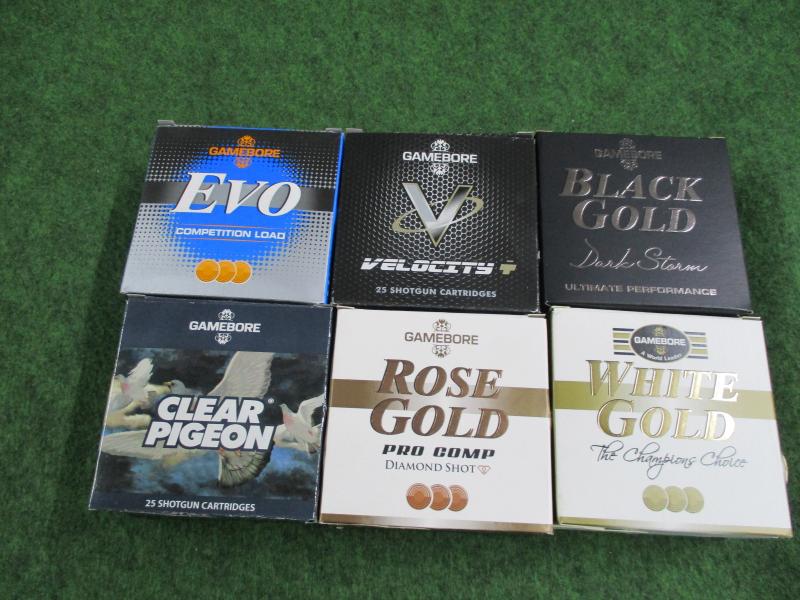 GAMEBORE
EVO
COMPETITION LOAD
GAMEBORE
V
VELOCITY +
25 SHOTGUN CARTRIDGES
GAMEBORE
BLACK
GOLD
Dark Storm
ULTIMATE PERFORMANCE
GAMEBORE
CLEAR
PIGEON®
25 SHOTGUN CARTRIDGES
GAMEBORE
ROSE
GOLD
PRO COMP
DIAMOND SHOT
GAMEBORE
A World Leader
WHITE
GOLD
The Champions Choice